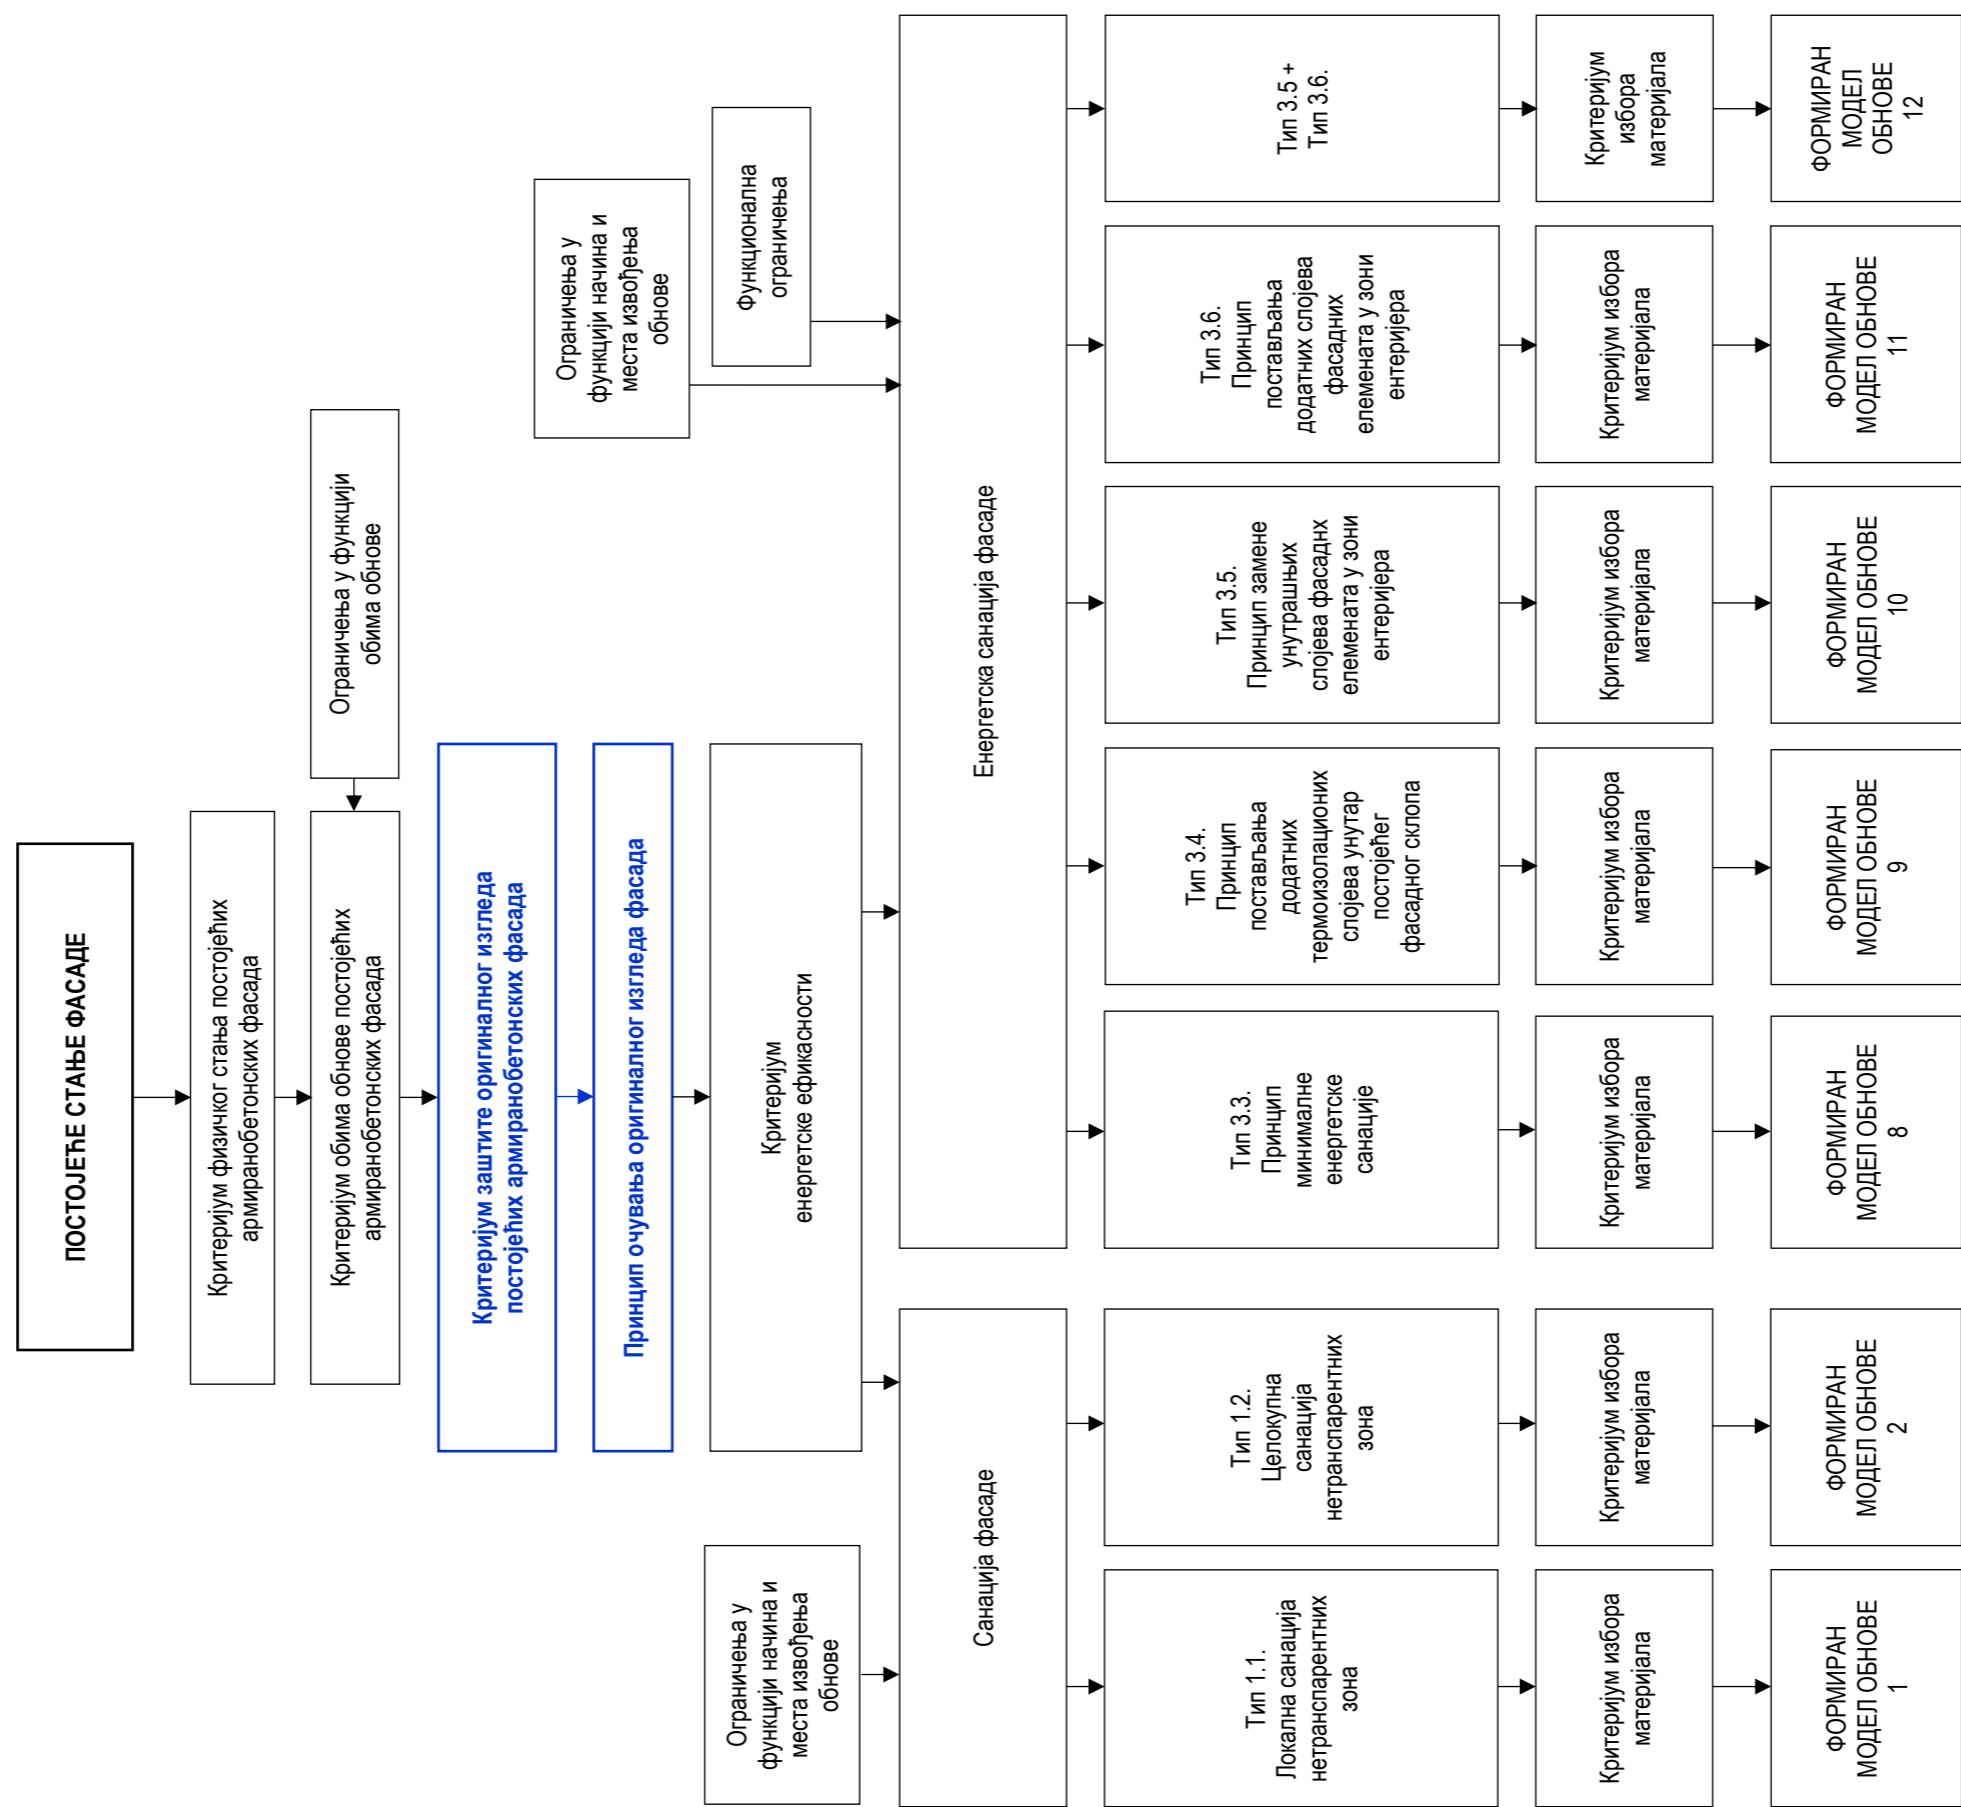 ПОСТОЈЕЋЕ СТАЊЕ ФАСАДЕ
Критеријум физичког стања постојећих
армиранобетонских фасада
Критеријум обима обнове постојећих
армиранобетонских фасада
Ограничења у функцији
обима обнове
Критеријум заштите оригиналног изгледа
постојећих армиранобетонских фасада
Принцип очувања оригиналног изгледа фасада
Критеријум
енергетске ефикасности
Ограничења у
функцији начина и
места извођења
обнове
Ограничења у
функцији начина и
места извођења
обнове
Функционална
ограничења
Санација фасаде
Енергетска санација фасаде
Тип 1.1.
Локална санација
нетранспарентних
зона
Тип 1.2.
Целокупна
санација
нетранспарентних
зона
Тип 3.3.
Принцип
минималне
енергетске
санације
Тип 3.4.
Принцип
постављања
додатних
термоизолационих
слојева унутар
постојећег
фасадног склопа
Тип 3.5.
Принцип замене
унутрашњих
слојева фасаднх
елемената у зони
ентеријера
Тип 3.6.
Принцип
постављања
додатних слојева
фасадних
елемената у зони
ентеријера
Тип 3.5 +
Тип 3.6.
Критеријум избора
материјала
Критеријум избора
материјала
Критеријум избора
материјала
Критеријум избора
материјала
Критеријум избора
материјала
Критеријум избора
материјала
Критеријум
избора
материјала
ФОРМИРАН
МОДЕЛ ОБНОВЕ
1
ФОРМИРАН
МОДЕЛ ОБНОВЕ
2
ФОРМИРАН
МОДЕЛ ОБНОВЕ
8
ФОРМИРАН
МОДЕЛ ОБНОВЕ
9
ФОРМИРАН
МОДЕЛ ОБНОВЕ
10
ФОРМИРАН
МОДЕЛ ОБНОВЕ
11
ФОРМИРАН
МОДЕЛ
ОБНОВЕ
12